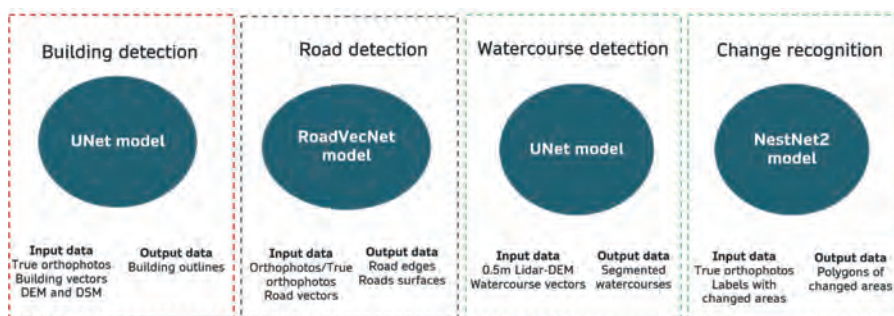 Building detection
UNet model
Input data
True orthophotos
Building vectors
DEM and DSM
Output data
Building outlines
Road detection
RoadVecNet
model
Input data
Orthophotos/True
orthophotos
Road vectors
Output data
Road edges
Roads surfaces
Watercourse detection
UNet model
Input data
0.5m Lidar-DEM
Watercourse vectors
Output data
Segmented
watercourses
Change recognition
NestNet2
model
Input data
True orthophotos
Labels with
changed areas
Output data
Polygons of
changed areas